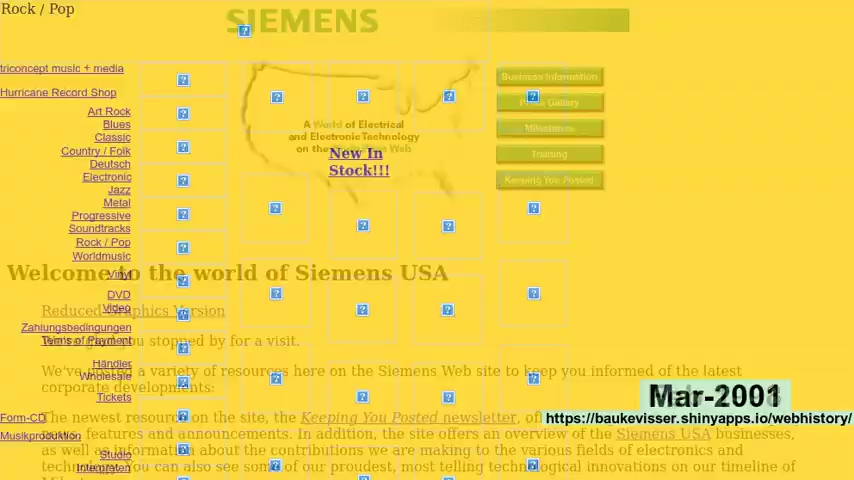 Rock / Pop
SIEMENS
triconcept music + media
Hurricane Record Shop
Art Rock
Blues
Classic
Country / Folk
Deutsch
Electronic
Jazz
Metal
Progressive
Soundtracks
Rock / Pop
Worldmusic
Vinyl
DVD
Video
Zahlungsbedingungen
Terms of Payment
Händler
Wholesale
Tickets
Form-CD
Musikproduktion
Studio
Interpreten
A World of Electrical
and Electronic Technology
on the Web
New In
Stock!!!
Business Information
Gallery
Milestones
Training
Keeping You Posted
Welcome to the world of Siemens USA
Reduced Graphics Version
you stopped by for a visit.
We've a variety of resources here on the Siemens Web site to keep you informed of the latest
corporate developments:
The newest resource on the site, the Keeping You Posted newsletter,
features and announcements. In addition, the site offers an overview of the Siemens USA businesses,
as well as information about the contributions we are making to the various fields of electronics and
You can also see some of our proudest, most telling technological innovations on our timeline of
Mar-2001
https://baukevisser.shinyapps.io/webhistory/